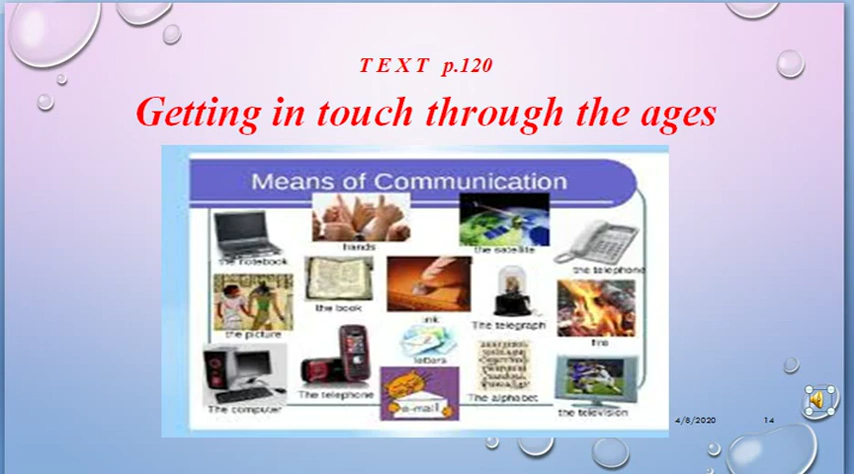 TEXT p.120
Getting in touch through the ages
Means of Communication
hands
the satellite
the notebook
the telephone
the book
ink
The telegraph
the picture
fire
letters
The telephone
The alphabet
e-mail
The computer
the television
4/8/2020
14